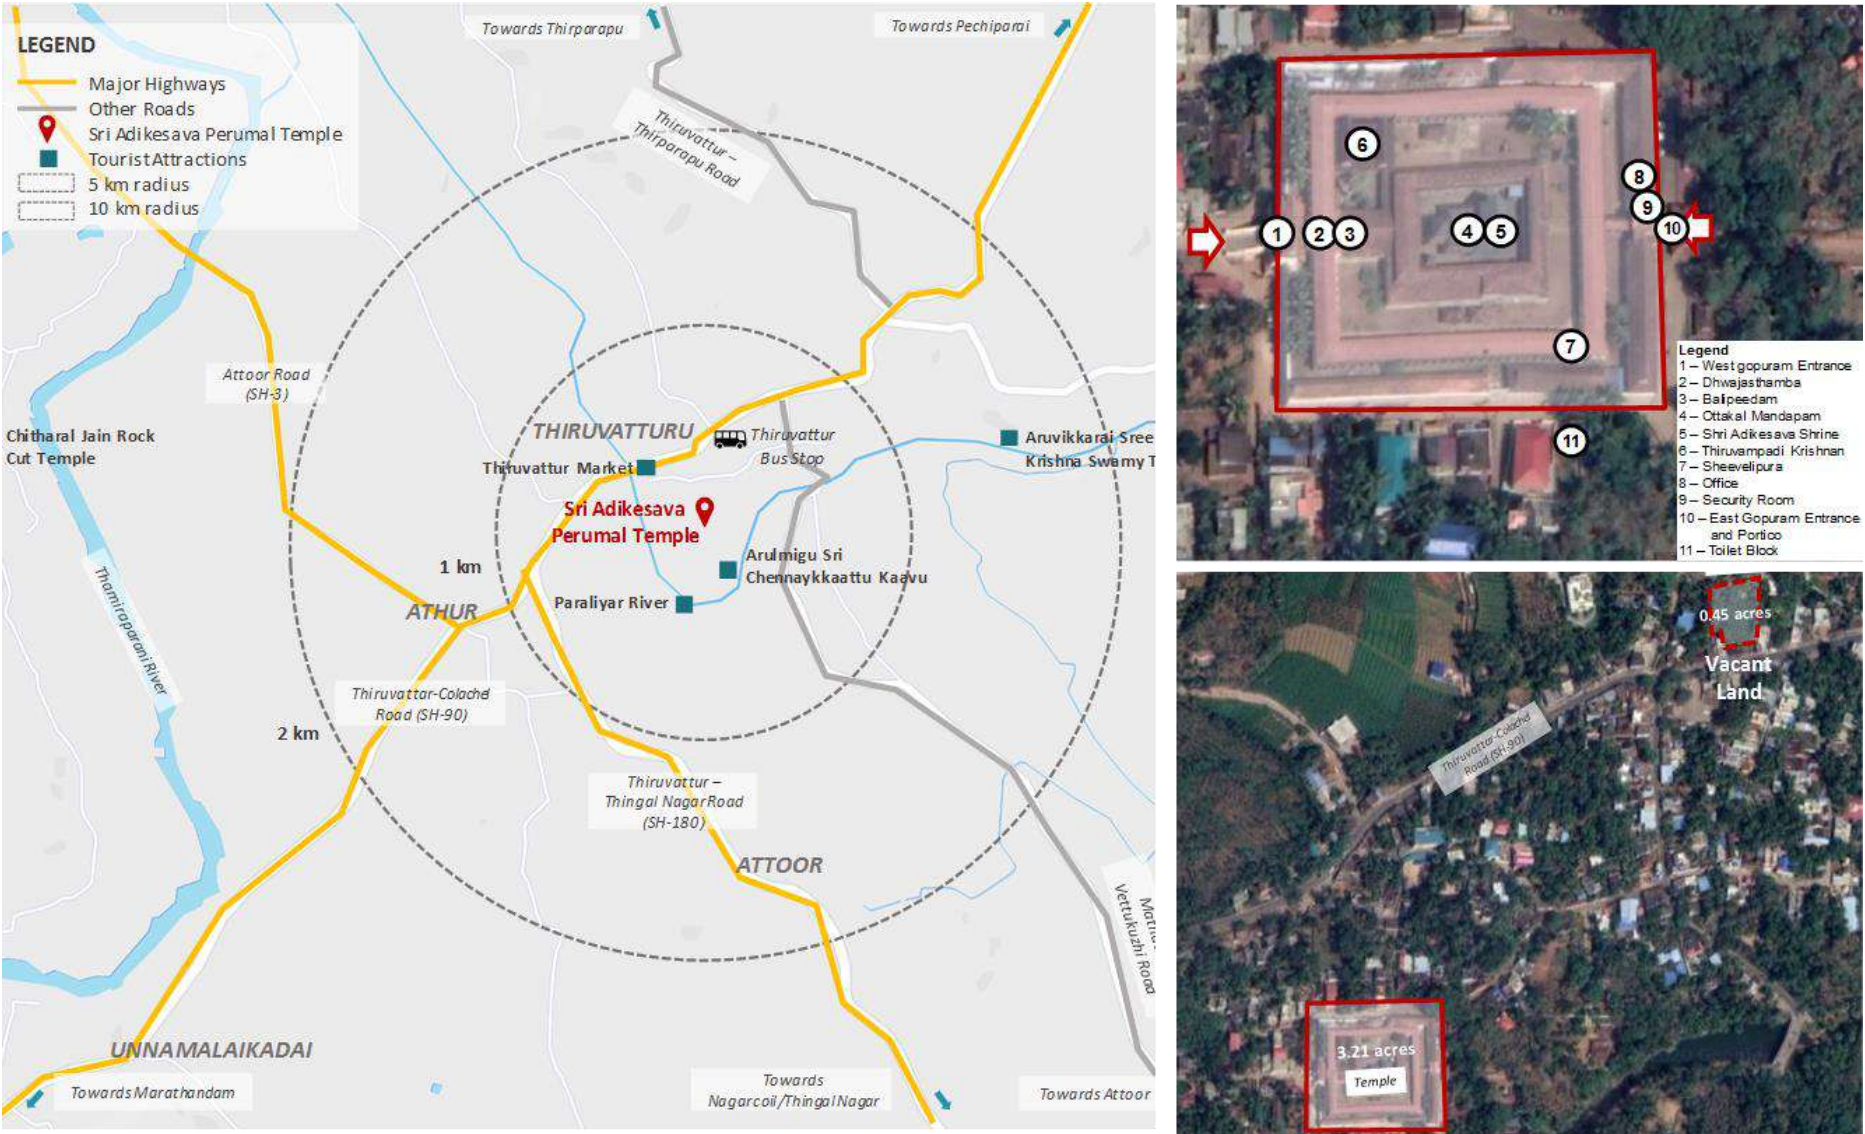 Towards Thirparapu
Towards Pechiparai
LEGEND
Major Highways
Other Roads
Sri Adikesava Perumal Temple
Tourist Attractions
5 km radius
10 km radius
Thiruvattur –
Thirparapu Road
Attoor Road
(SH-3)
Chitharal Jain Rock
Cut Temple
THIRUVATTURU
Thiruvattur
Bus Stop
Thiruvattur Market
Aruvikkarai Sree
Krishna Swamy T
Sri Adikesava
Perumal Temple
Arulmigu Sri
Chennaykkaattu Kaavu
1 km
Paraliyar River
ATHUR
Thamiraparani River
Thiruvattar-Colachel
Road (SH-90)
2 km
Thiruvattur –
Thingal Nagar Road
(SH-180)
ATTOOR
Vettukuzhi Road
UNNAMALAIKADAI
Towards Marathandam
Towards
Nagarcoil/Thingal Nagar
Towards Attoor
6
8
9
1
2
3
4
5
10
7
11
Legend
1 – West gopuram Entrance
2 – Dhwajasthamba
3 – Balipeedam
4 – Ottakal Mandapam
5 – Shri Adikesava Shrine
6 – Thiruvampadi Krishnan
7 – Sheevelipura
8 – Office
9 – Security Room
10 – East Gopuram Entrance
and Portico
11 – Toilet Block
0.45 acres
Vacant
Land
Thiruvattar-Colachel
Road (SH-90)
3.21 acres
Temple